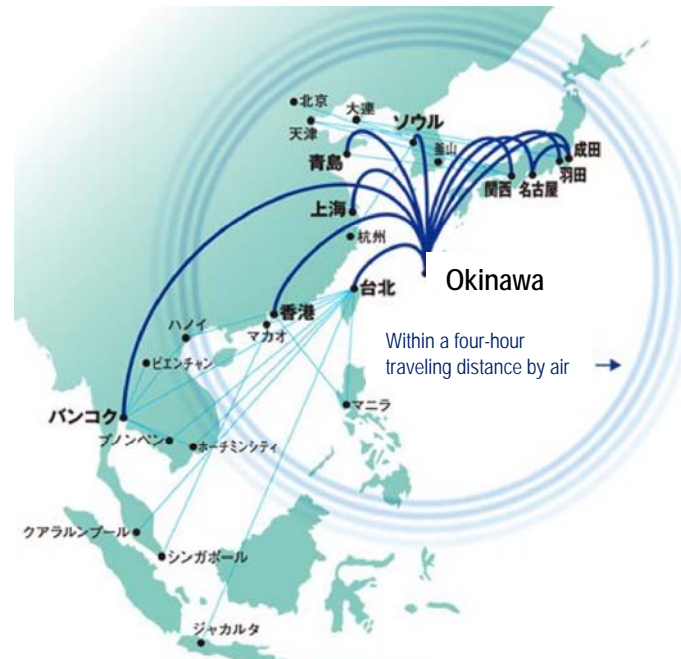 北京
大連
天津
ソウル
釜山
青島
成田
羽田
関西
名古屋
上海
杭州
Okinawa
台北
香港
マカオ
ハノイ
Within a four-hour
traveling distance by air
ビエンチャン
マニラ
バンコク
プノンペン
ホーチミンシティ
クアラルンプール
シンガポール
ジャカルタ